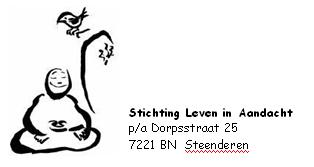 Stichting Leven in Aandacht
p/a Dorpsstraat 25
7221 BN Steenderen